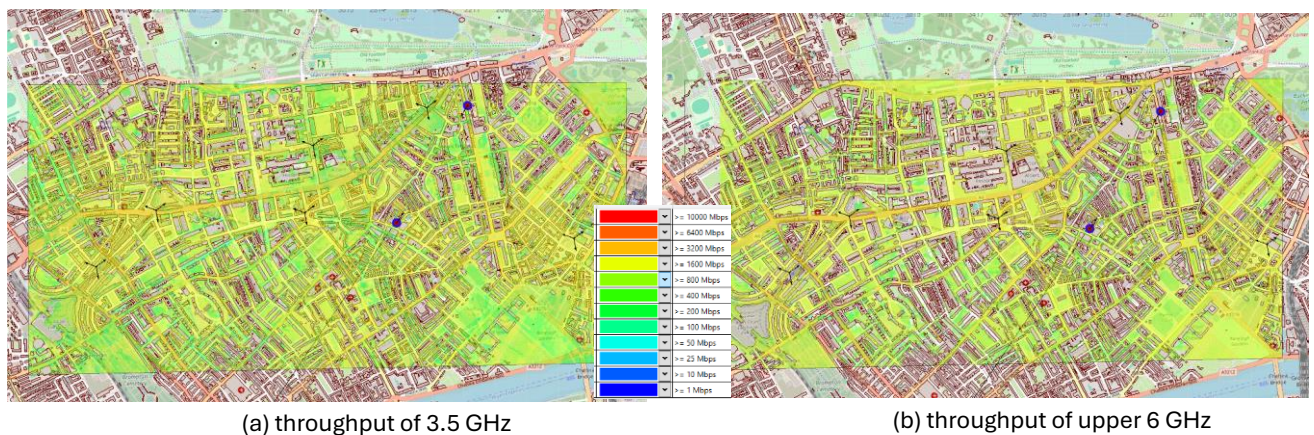 >= 10000 Mbps
>= 6400 Mbps
>= 3200 Mbps
>= 1600 Mbps
>= 800 Mbps
>= 400 Mbps
>= 200 Mbps
>= 100 Mbps
>= 50 Mbps
>= 25 Mbps
>= 10 Mbps
>= 1 Mbps
(a) throughput of 3.5 GHz
(b) throughput of upper 6 GHz